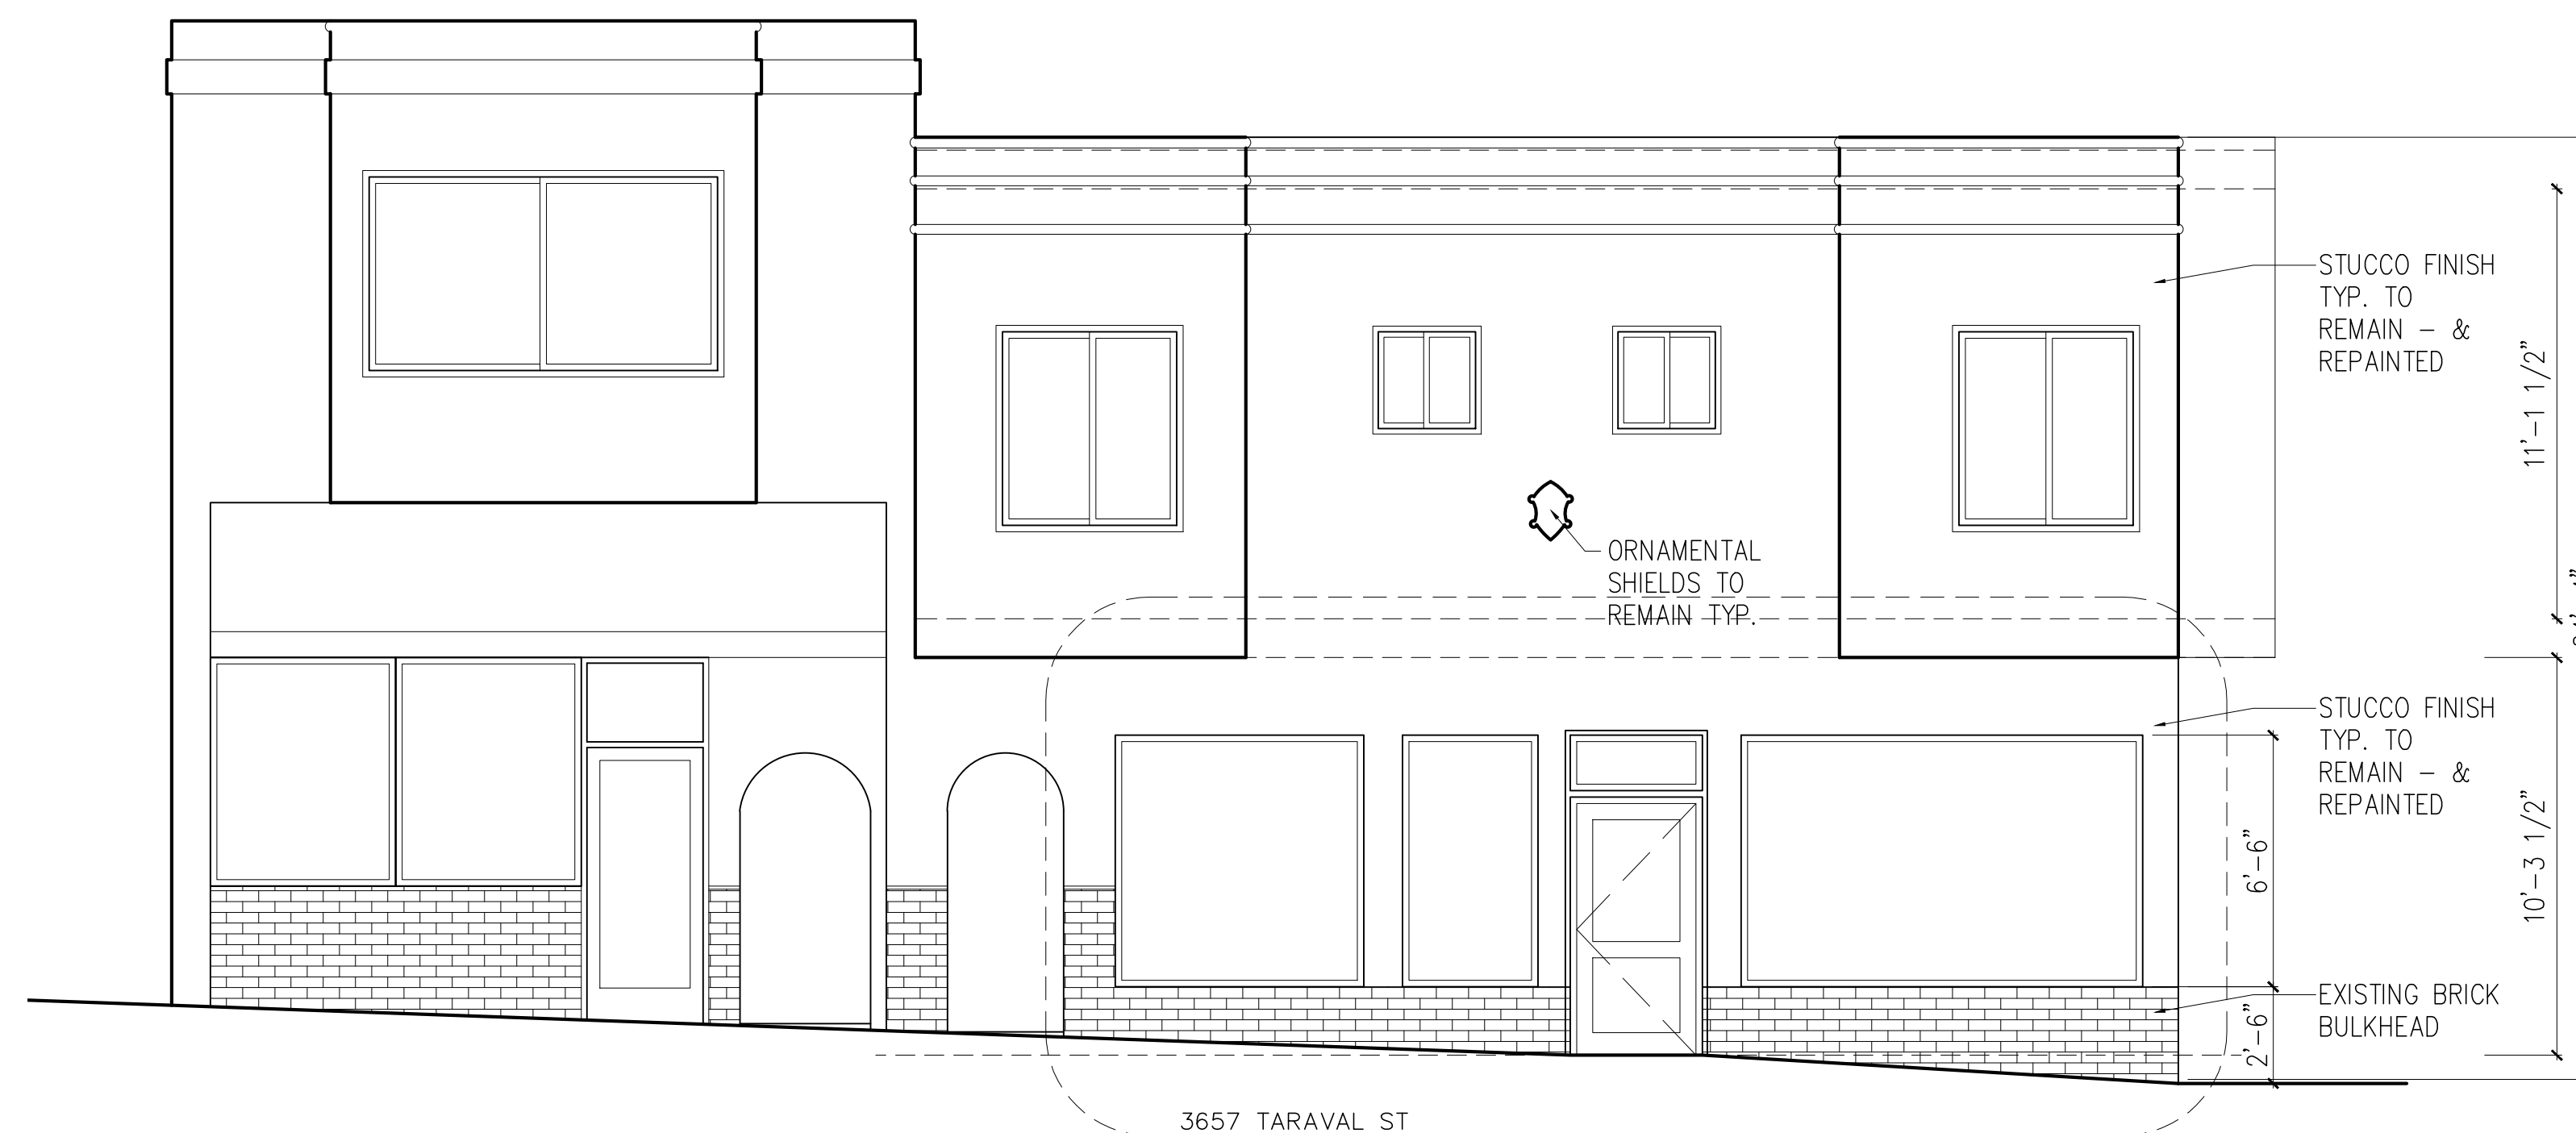 STUCCO FINISH
TYP. TO
REMAIN - &
REPAINTED
11'-1 1/2"
ORNAMENTAL
SHIELDS TO
REMAIN TYP.
STUCCO FINISH
TYP. TO
REMAIN - &
REPAINTED
6'-6"
10'-3 1/2"
EXISTING BRICK
BULKHEAD
2'-6"
3657 TARAVAL ST